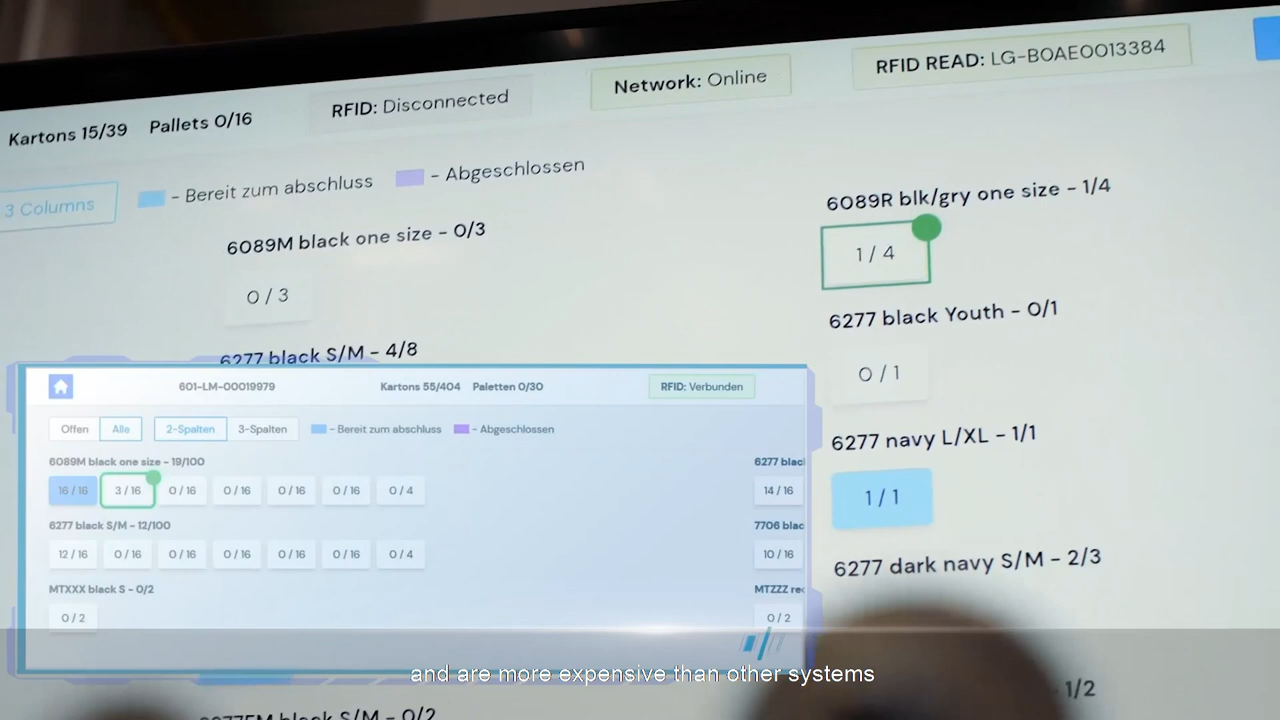 Kartons 15/39 Pallets 0/16 RFID: Disconnected Network: Online RFID READ: LG-B0AE0013384
3 Columns - Bereit zum abschluss - Abgeschlossen
6089M black one size - 0/3
0 / 3
6277 black S/M - 4/8
6089R blk/gry one size - 1/4
1 / 4
6277 black Youth - 0/1
0 / 1
6277 navy L/XL - 1/1
1 / 1
6277 dark navy S/M - 2/3
- 1/2
601-LM-00019979 Kartons 55/404 Paletten 0/30 RFID: Verbunden
Offen Alle 2-Spalten 3-Spalten - Bereit zum abschluss - Abgeschlossen
6089M black one size - 19/100 6277
16 / 16 3 / 16 0 / 16 0 / 16 0 / 16 0 / 16 0 / 4 14 / 16
6277 black S/M - 12/100 7706
12 / 16 0 / 16 0 / 16 0 / 16 0 / 16 0 / 16 0 / 4 10 / 16
MTXXX black S - 0/2 MTZZZ
0 / 2 0 / 2
and are more expensive than other systems
S/M - 0/2